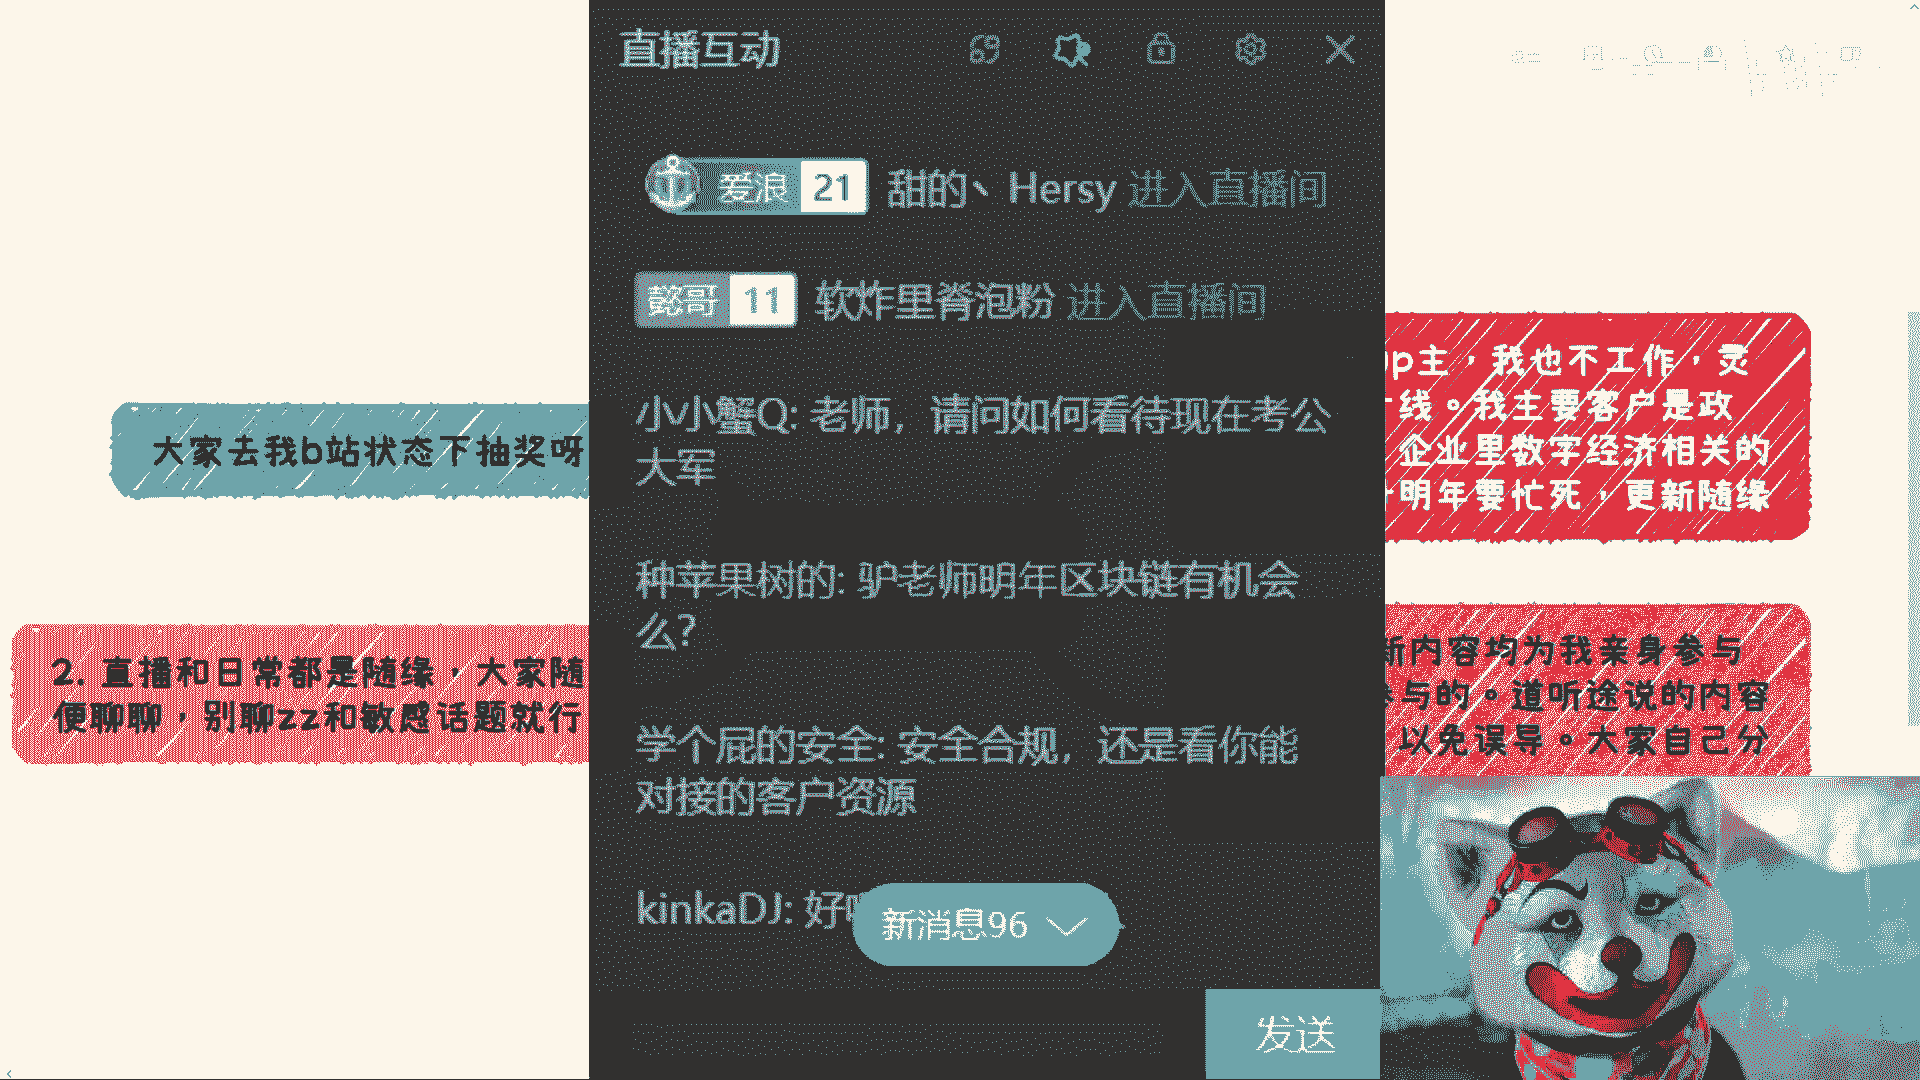 直播互动
爱浪 21 甜的丶Hersy 进入直播间
懿哥 11 软炸里脊泡粉 进入直播间
小小蟹Q: 老师，请问如何看待现在考公
大军
种苹果树的: 驴老师明年区块链有机会
么?
学个屁的安全: 安全合规，还是看你能
对接的客户资源
kinkaDJ: 好
新消息96
发送
大家去我b站状态下抽奖呀
2. 直播和日常都是随缘，大家随
便聊聊，别聊zz和敏感话题就行
p主，我也不工作，灵
线。我主要客户是政
企业里数字经济相关的
明年要忙死，更新随缘
新内容均为我亲身参与
参与的。道听途说的内容
以免误导。大家自己分